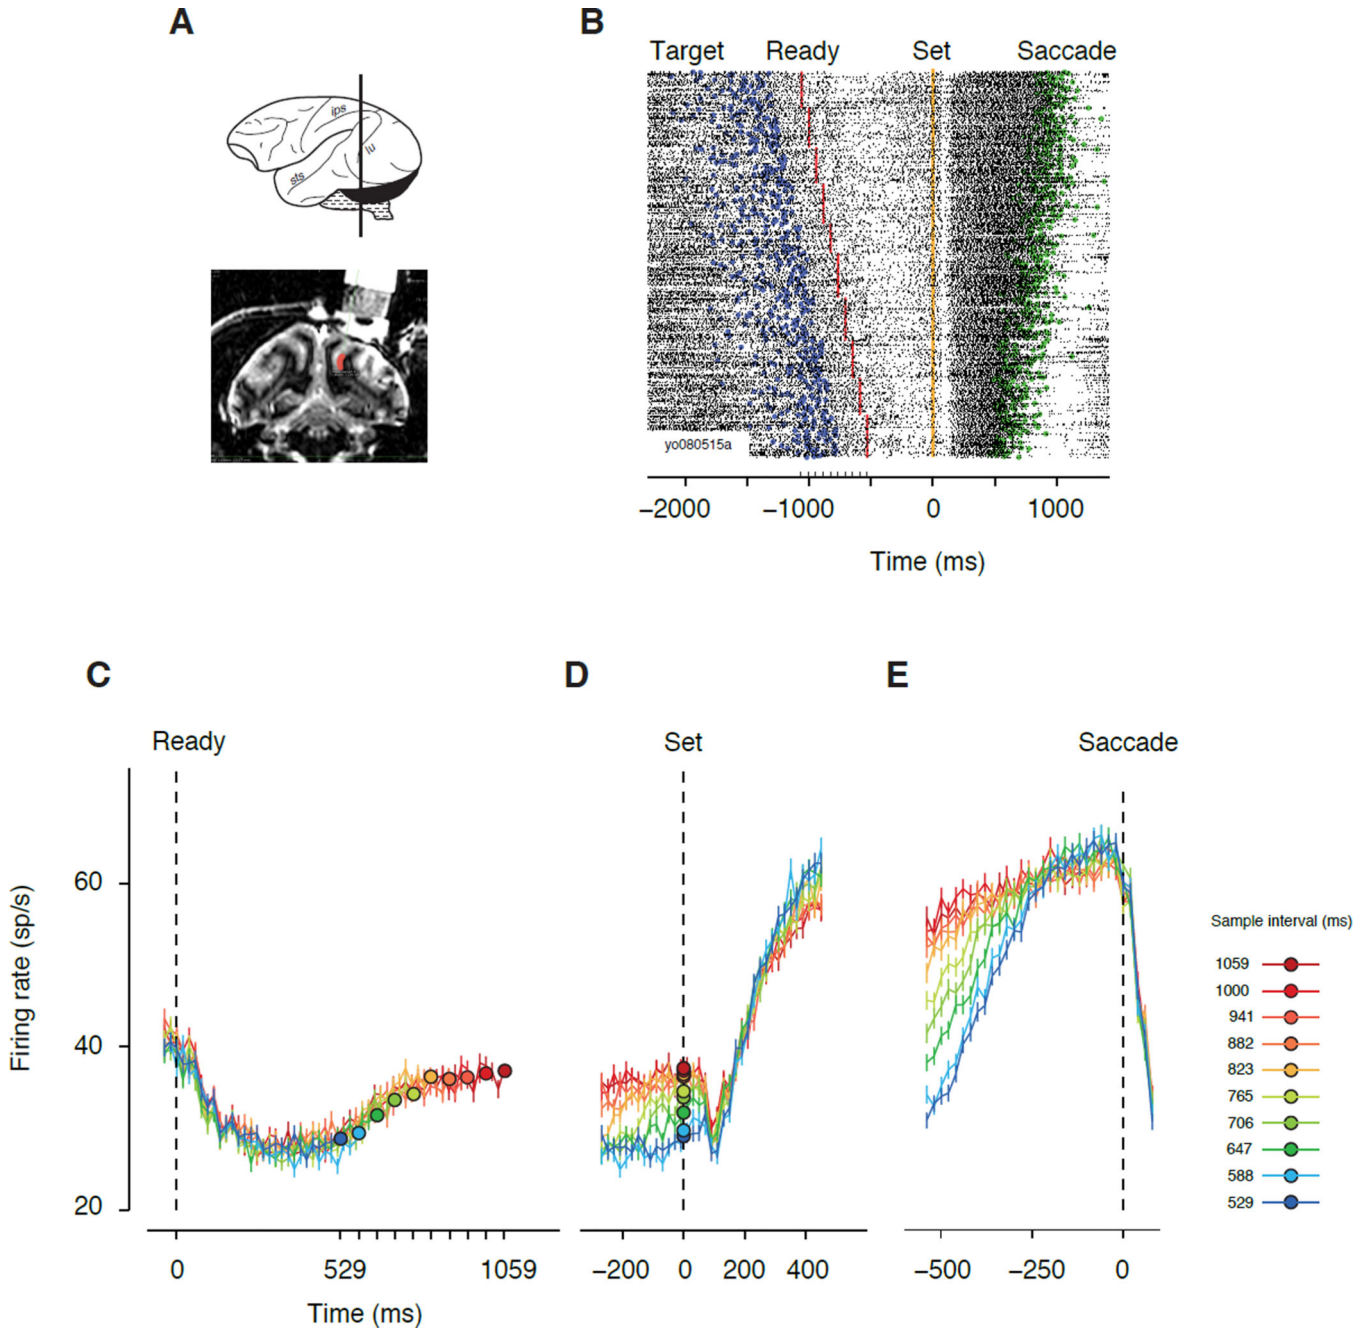 A
ips
lu
sts
B
Target Ready Set Saccade
yo080515a
−2000 −1000 0 1000
Time (ms)
C
D
E
Ready
Set
Saccade
Firing rate (sp/s)
60
40
20
0 529 1059
Time (ms)
−200 0 200 400
−500 −250 0
Sample interval (ms)
1059
1000
941
882
823
765
706
647
588
529